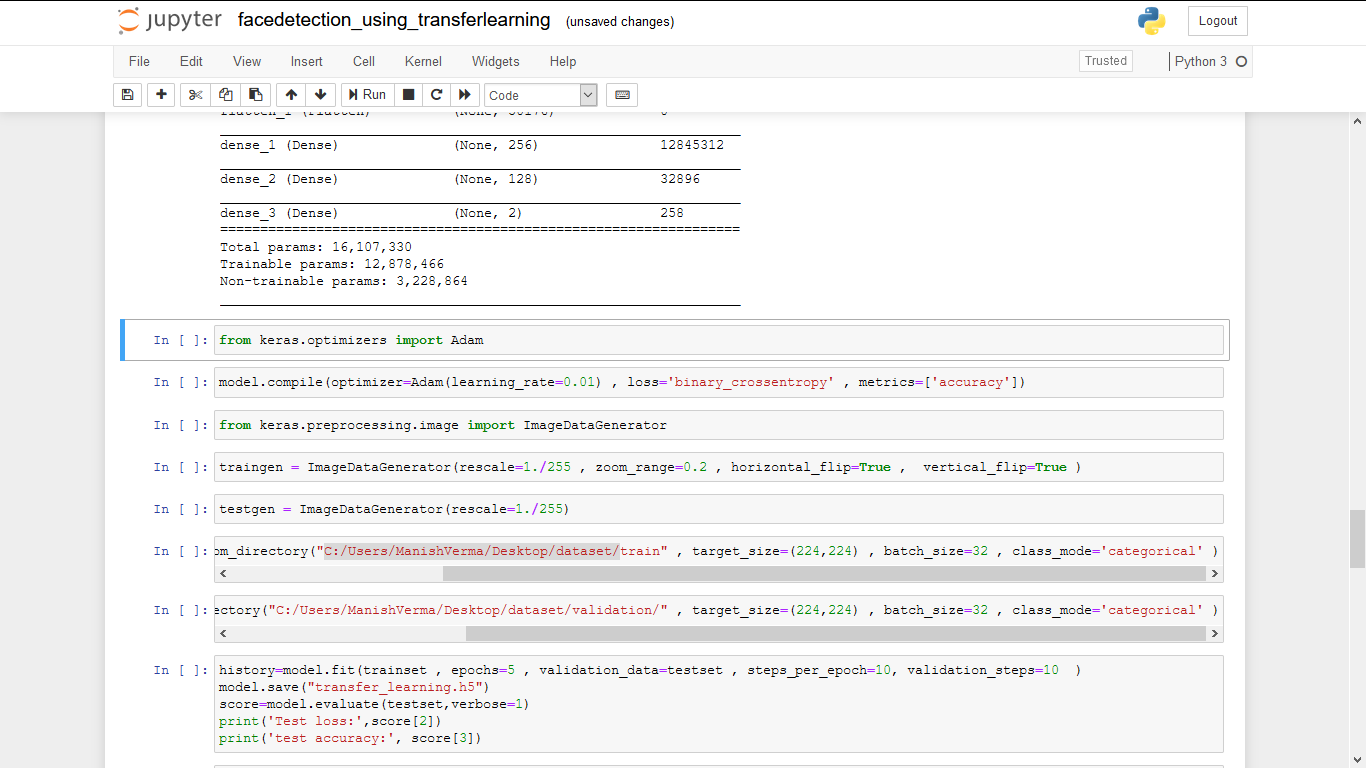 jupyter facedetection_using_transferlearning (unsaved changes) Logout
File Edit View Insert Cell Kernel Widgets Help Trusted Python 3
Run Code
dense_1 (Dense) (None, 256) 12845312
dense_2 (Dense) (None, 128) 32896
dense_3 (Dense) (None, 2) 258
Total params: 16,107,330
Trainable params: 12,878,466
Non-trainable params: 3,228,864
In [ ]: from keras.optimizers import Adam
In [ ]: model.compile(optimizer=Adam(learning_rate=0.01) , loss='binary_crossentropy' , metrics=['accuracy'])
In [ ]: from keras.preprocessing.image import ImageDataGenerator
In [ ]: traingen = ImageDataGenerator(rescale=1./255 , zoom_range=0.2 , horizontal_flip=True ,  vertical_flip=True )
In [ ]: testgen = ImageDataGenerator(rescale=1./255)
In [ ]: om_directory("C:/Users/ManishVerma/Desktop/dataset/train" , target_size=(224,224) , batch_size=32 , class_mode='categorical' )
In [ ]: ectory("C:/Users/ManishVerma/Desktop/dataset/validation/" , target_size=(224,224) , batch_size=32 , class_mode='categorical' )
In [ ]: history=model.fit(trainset , epochs=5 , validation_data=testset , steps_per_epoch=10, validation_steps=10  )
model.save("transfer_learning.h5")
score=model.evaluate(testset,verbose=1)
print('Test loss:',score[2])
print('test accuracy:', score[3])